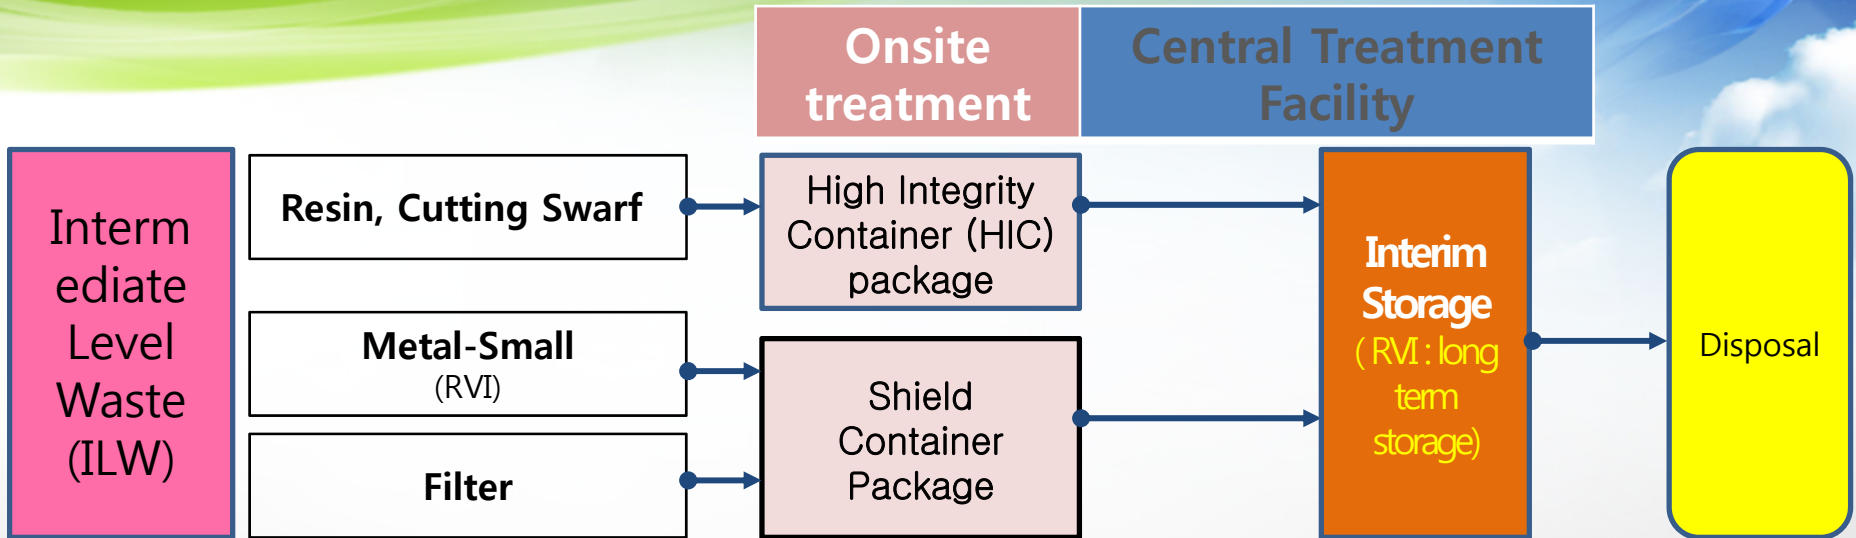 Onsite
treatment
Central Treatment
Facility
Interm
ediate
Level
Waste
(ILW)
Resin, Cutting Swarf
High Integrity
Container (HIC)
package
Metal-Small
(RVI)
Filter
Shield
Container
Package
Interim
Storage
( RVI : long
term
storage)
Disposal